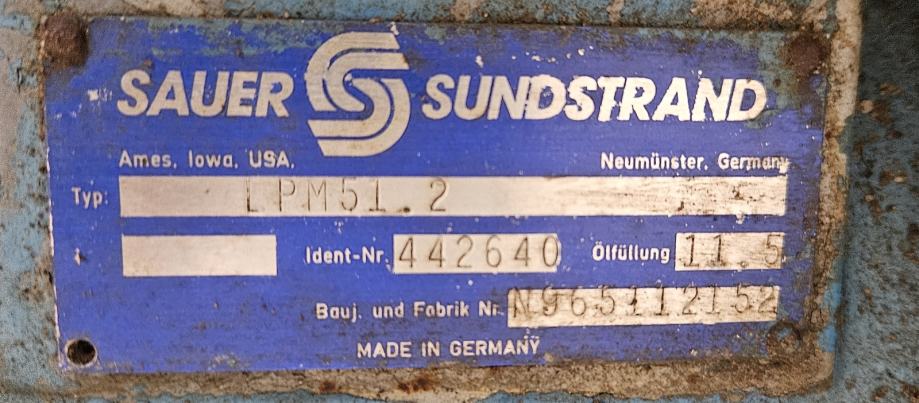 SAUER SUNDSTRAND
Ames, Iowa, USA, Neumünster, Germany
Typ: LPM51.2
Ident-Nr. 442640 Ölfüllung 11.5
Bauj. und Fabrik Nr. N965112152
MADE IN GERMANY